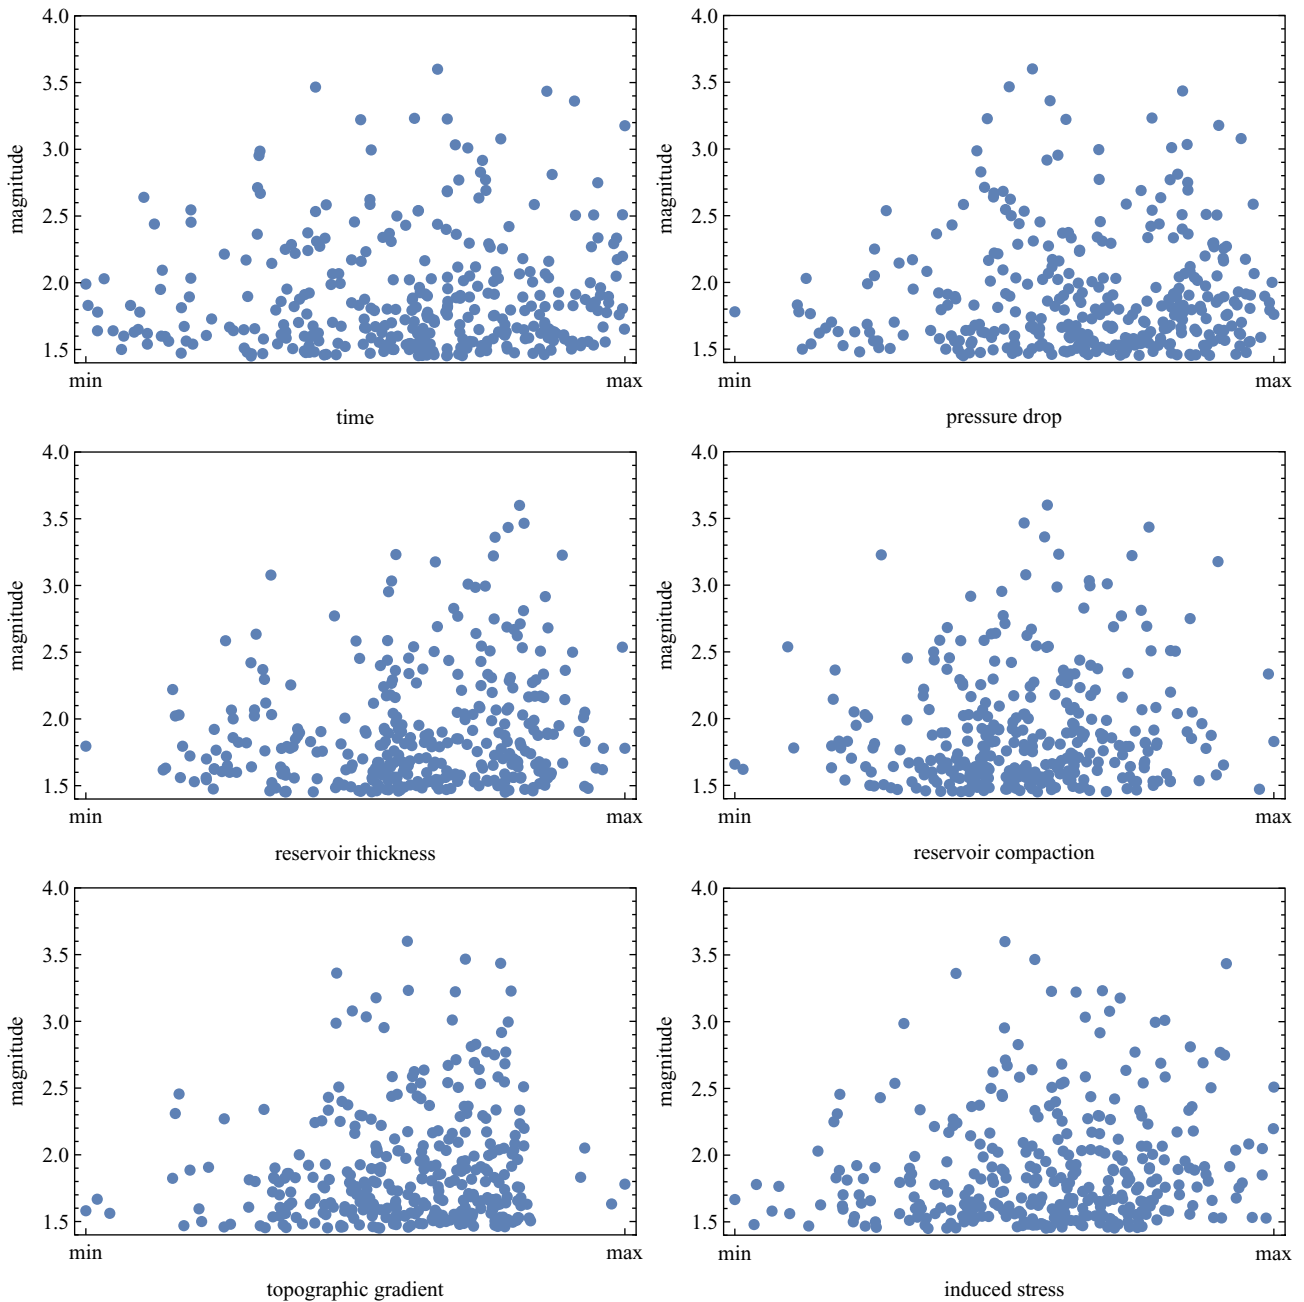 4.0
3.5
3.0
2.5
2.0
1.5
magnitude
min max
time
4.0
3.5
3.0
2.5
2.0
1.5
magnitude
min max
pressure drop
4.0
3.5
3.0
2.5
2.0
1.5
magnitude
min max
reservoir thickness
4.0
3.5
3.0
2.5
2.0
1.5
magnitude
min max
reservoir compaction
4.0
3.5
3.0
2.5
2.0
1.5
magnitude
min max
topographic gradient
4.0
3.5
3.0
2.5
2.0
1.5
magnitude
min max
induced stress